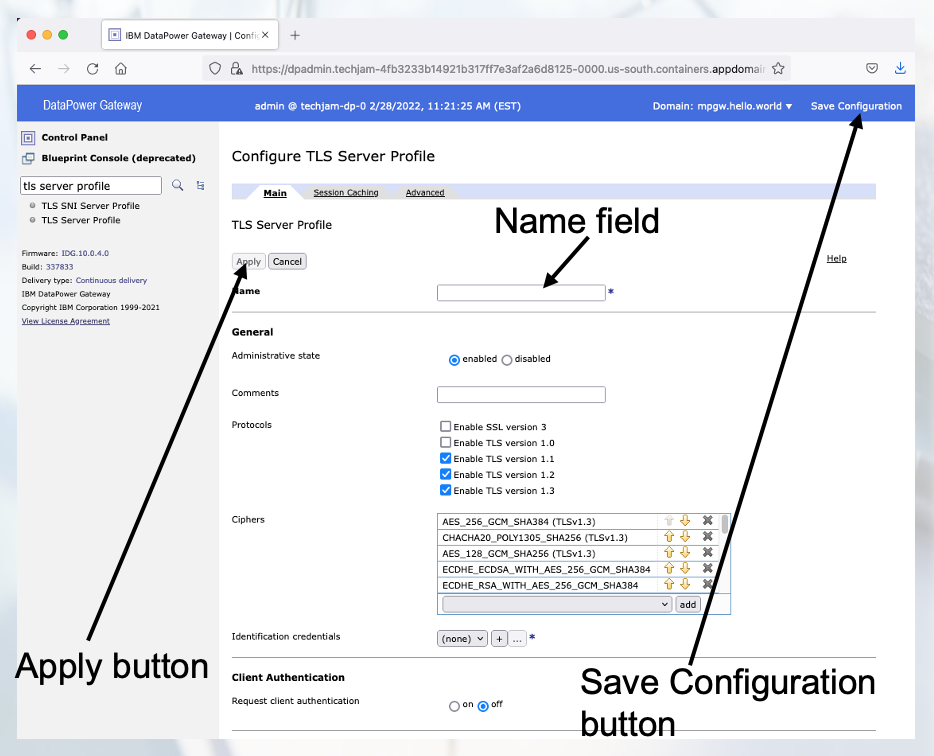 IBM DataPower Gateway | Config
https://dpadmin.techjam-4fb3233b14921b317ff7e3af2a6d8125-0000.us-south.containers.appdomai
DataPower Gateway
admin @ techjam-dp-0 2/28/2022, 11:21:25 AM (EST)
Domain: mpgw.hello.world
Save Configuration
Control Panel
Blueprint Console (deprecated)
tls server profile
TLS SNI Server Profile
TLS Server Profile
Firmware: IDG.10.0.4.0
Build: 337833
Delivery type: Continuous delivery
IBM DataPower Gateway
Copyright IBM Corporation 1999-2021
View License Agreement
Configure TLS Server Profile
Main Session Caching Advanced
TLS Server Profile
Name field
Apply Cancel
Help
Name *
General
Administrative state
enabled disabled
Comments
Protocols
Enable SSL version 3
Enable TLS version 1.0
Enable TLS version 1.1
Enable TLS version 1.2
Enable TLS version 1.3
Ciphers
AES_256_GCM_SHA384 (TLSv1.3)
CHACHA20_POLY1305_SHA256 (TLSv1.3)
AES_128_GCM_SHA256 (TLSv1.3)
ECDHE_ECDSA_WITH_AES_256_GCM_SHA384
ECDHE_RSA_WITH_AES_256_GCM_SHA384
add
Identification credentials
(none) + ... *
Client Authentication
Request client authentication
on off
Apply button
Save Configuration
button